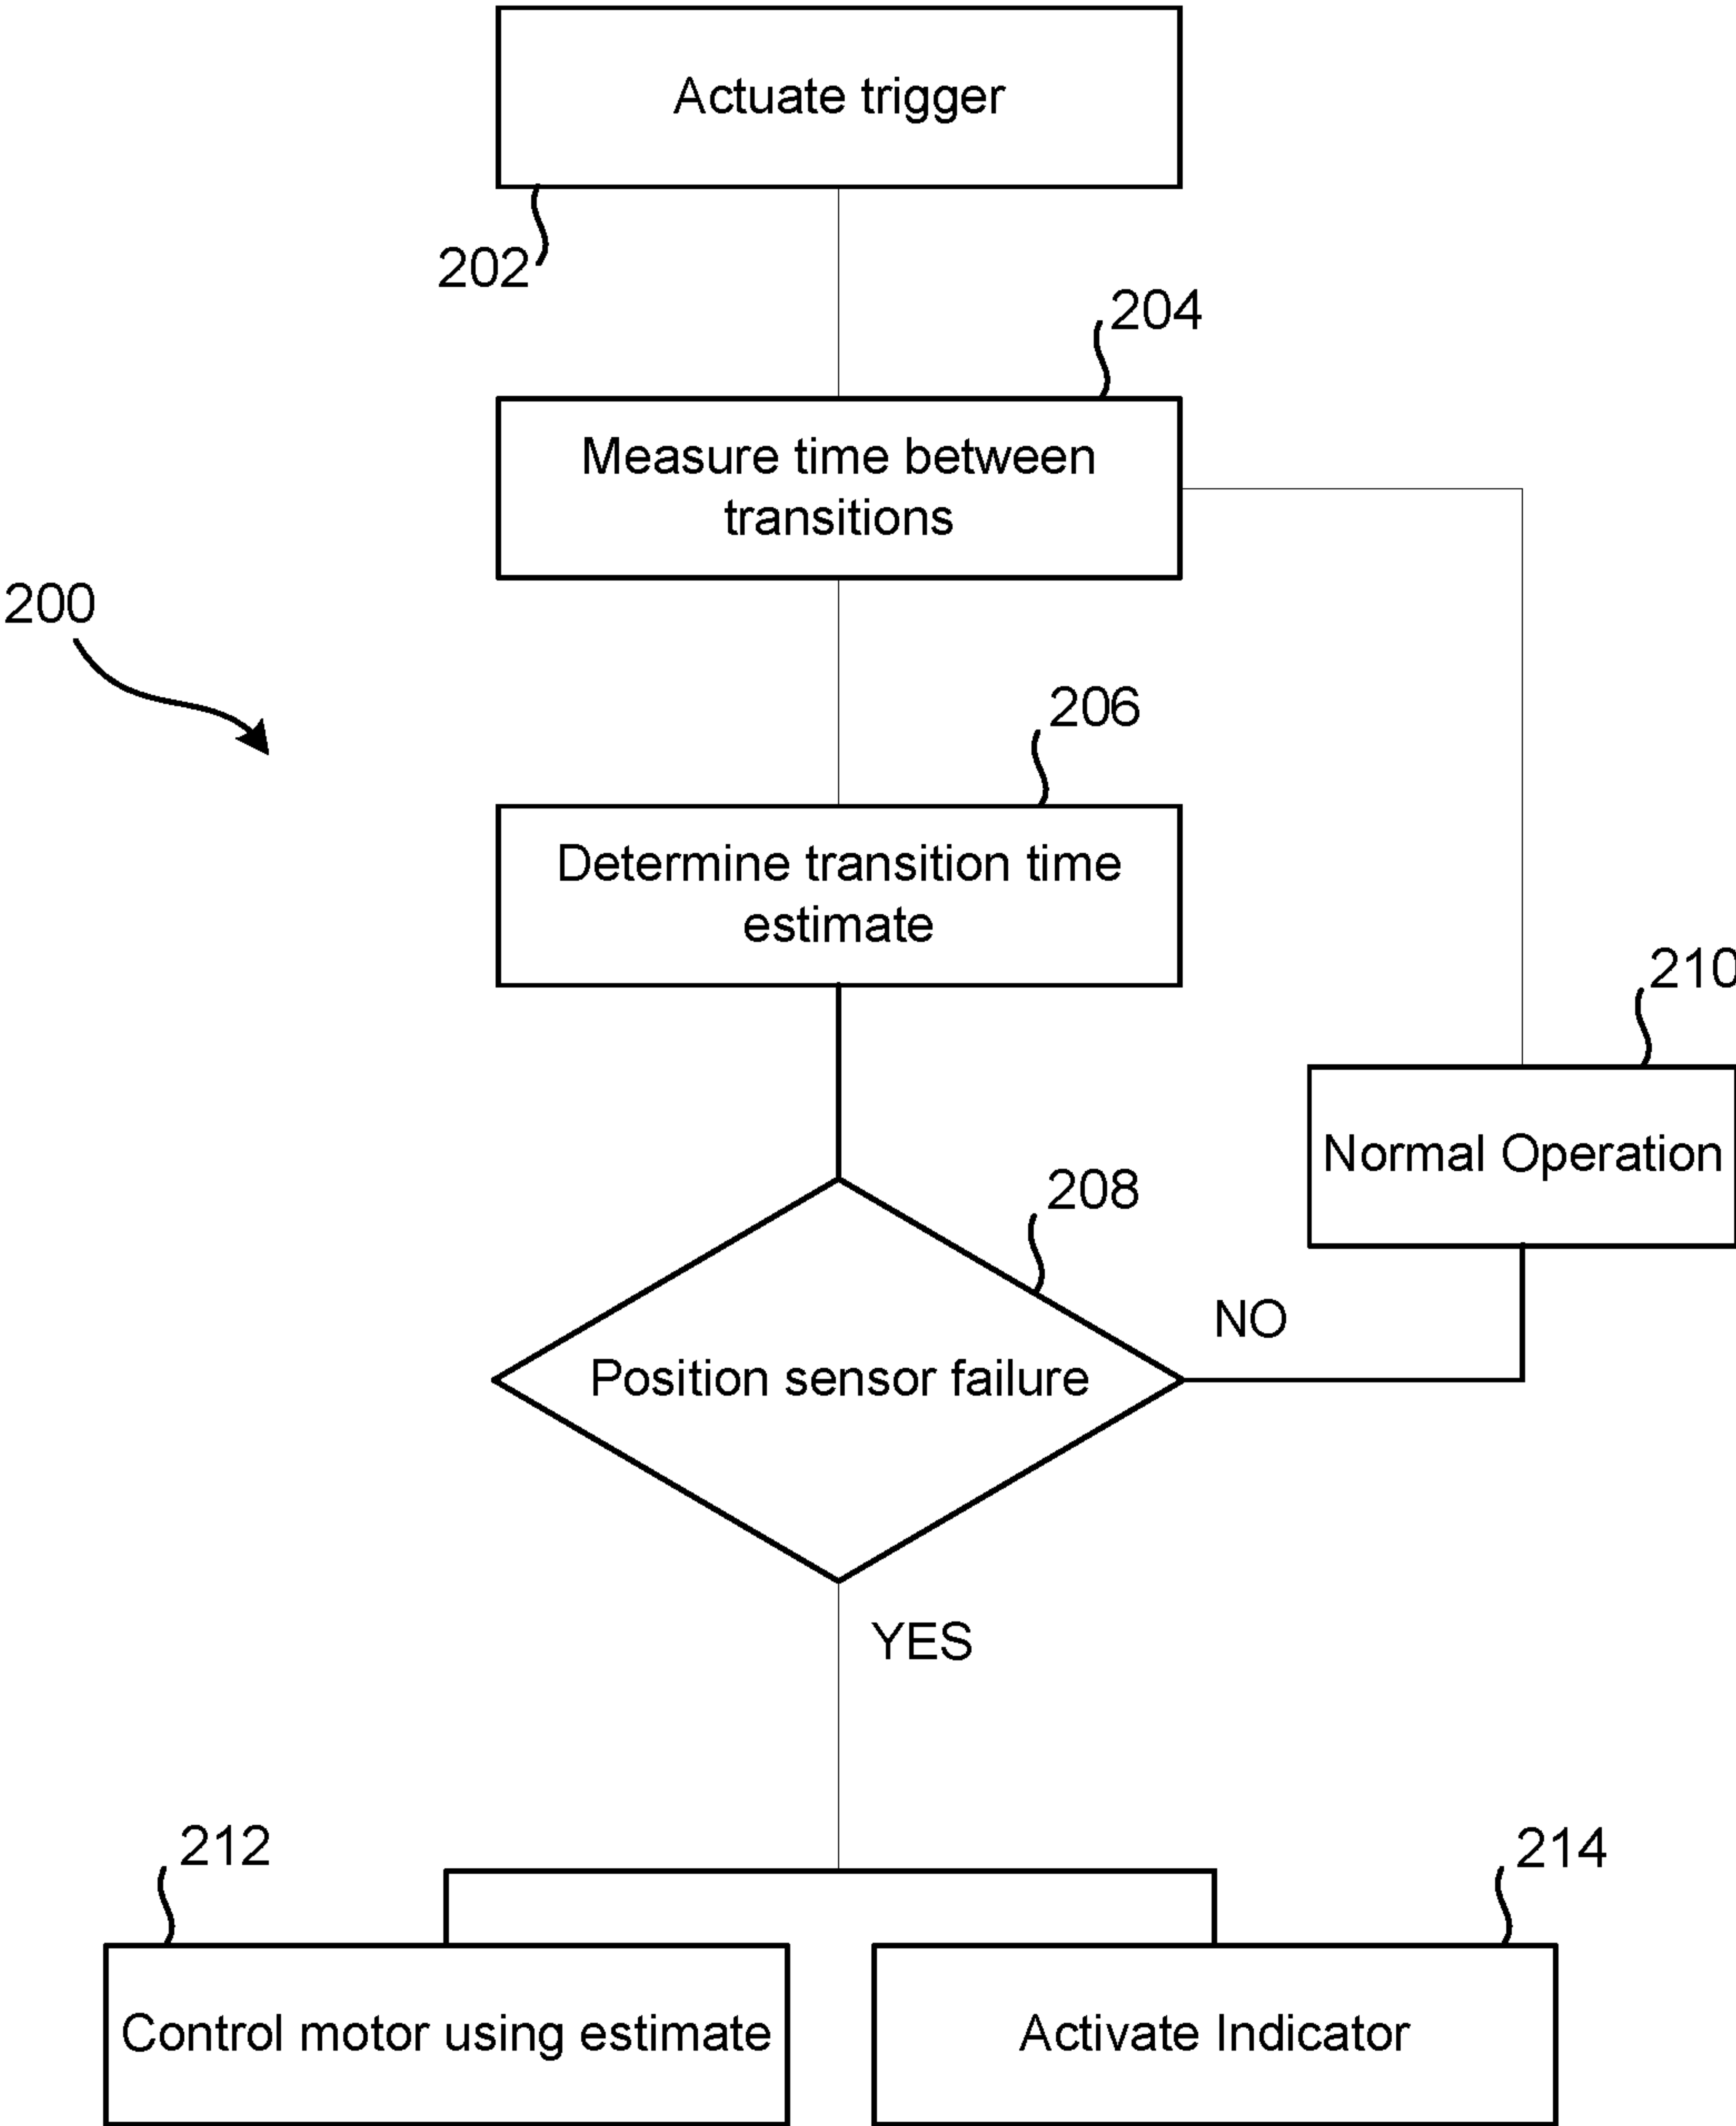 Actuate trigger
202
204
Measure time between
transitions
200
206
Determine transition time
estimate
210
Normal Operation
208
NO
Position sensor failure
YES
212
214
Control motor using estimate
Activate Indicator